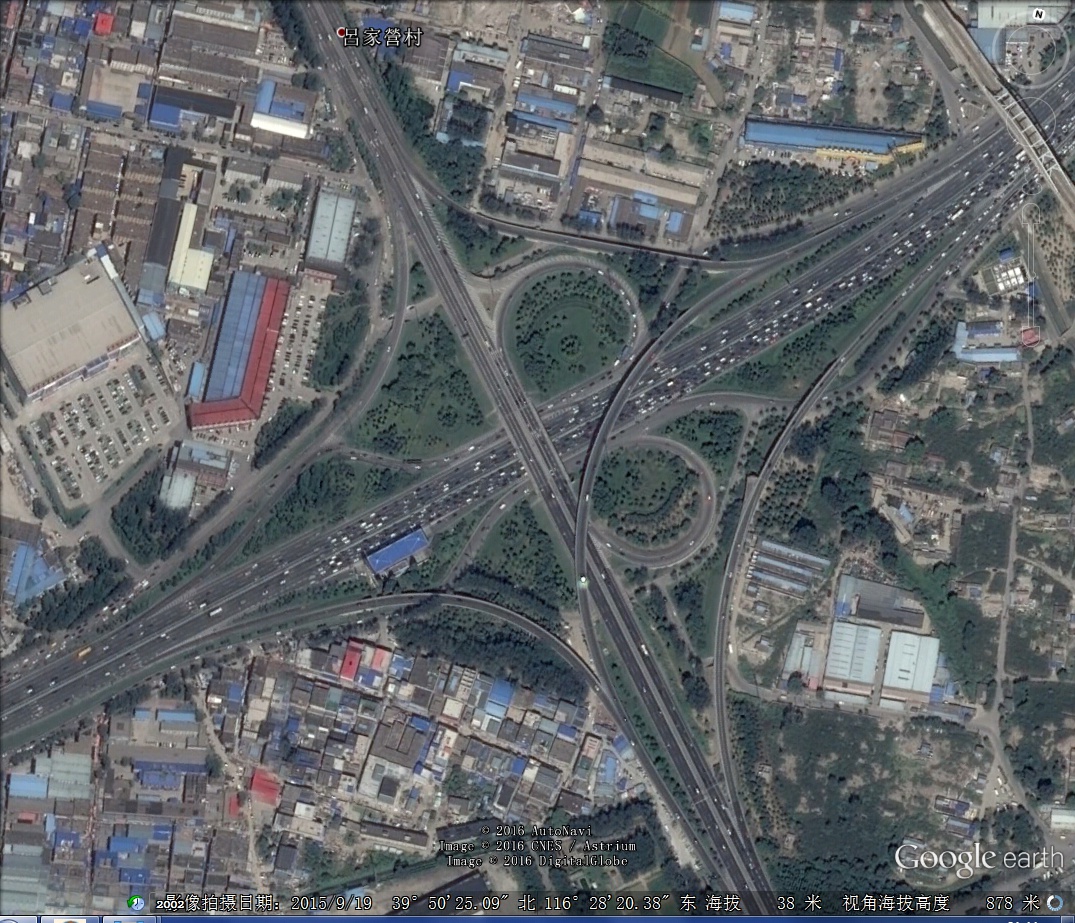 N
呂家營村
© 2016 AutoNavi
Image © 2016 CNES / Astrium
Image © 2016 DigitalGlobe
Google earth
2002 影像拍摄日期: 2015/9/19 39° 50'25.09" 北 116° 28'20.38" 东 海拔 38 米 视角海拔高度 878 米